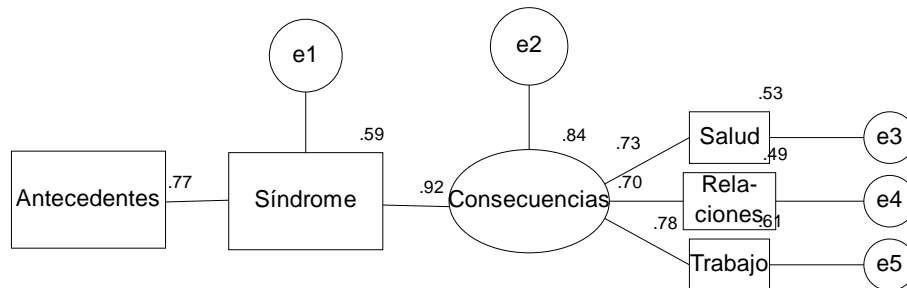 e1
e2
.53
.59
.84
.73
Salud
e3
.49
Antecedentes
.77
Síndrome
.92
Consecuencias
.70
Rela-
ciones
e4
.78
.61
Trabajo
e5